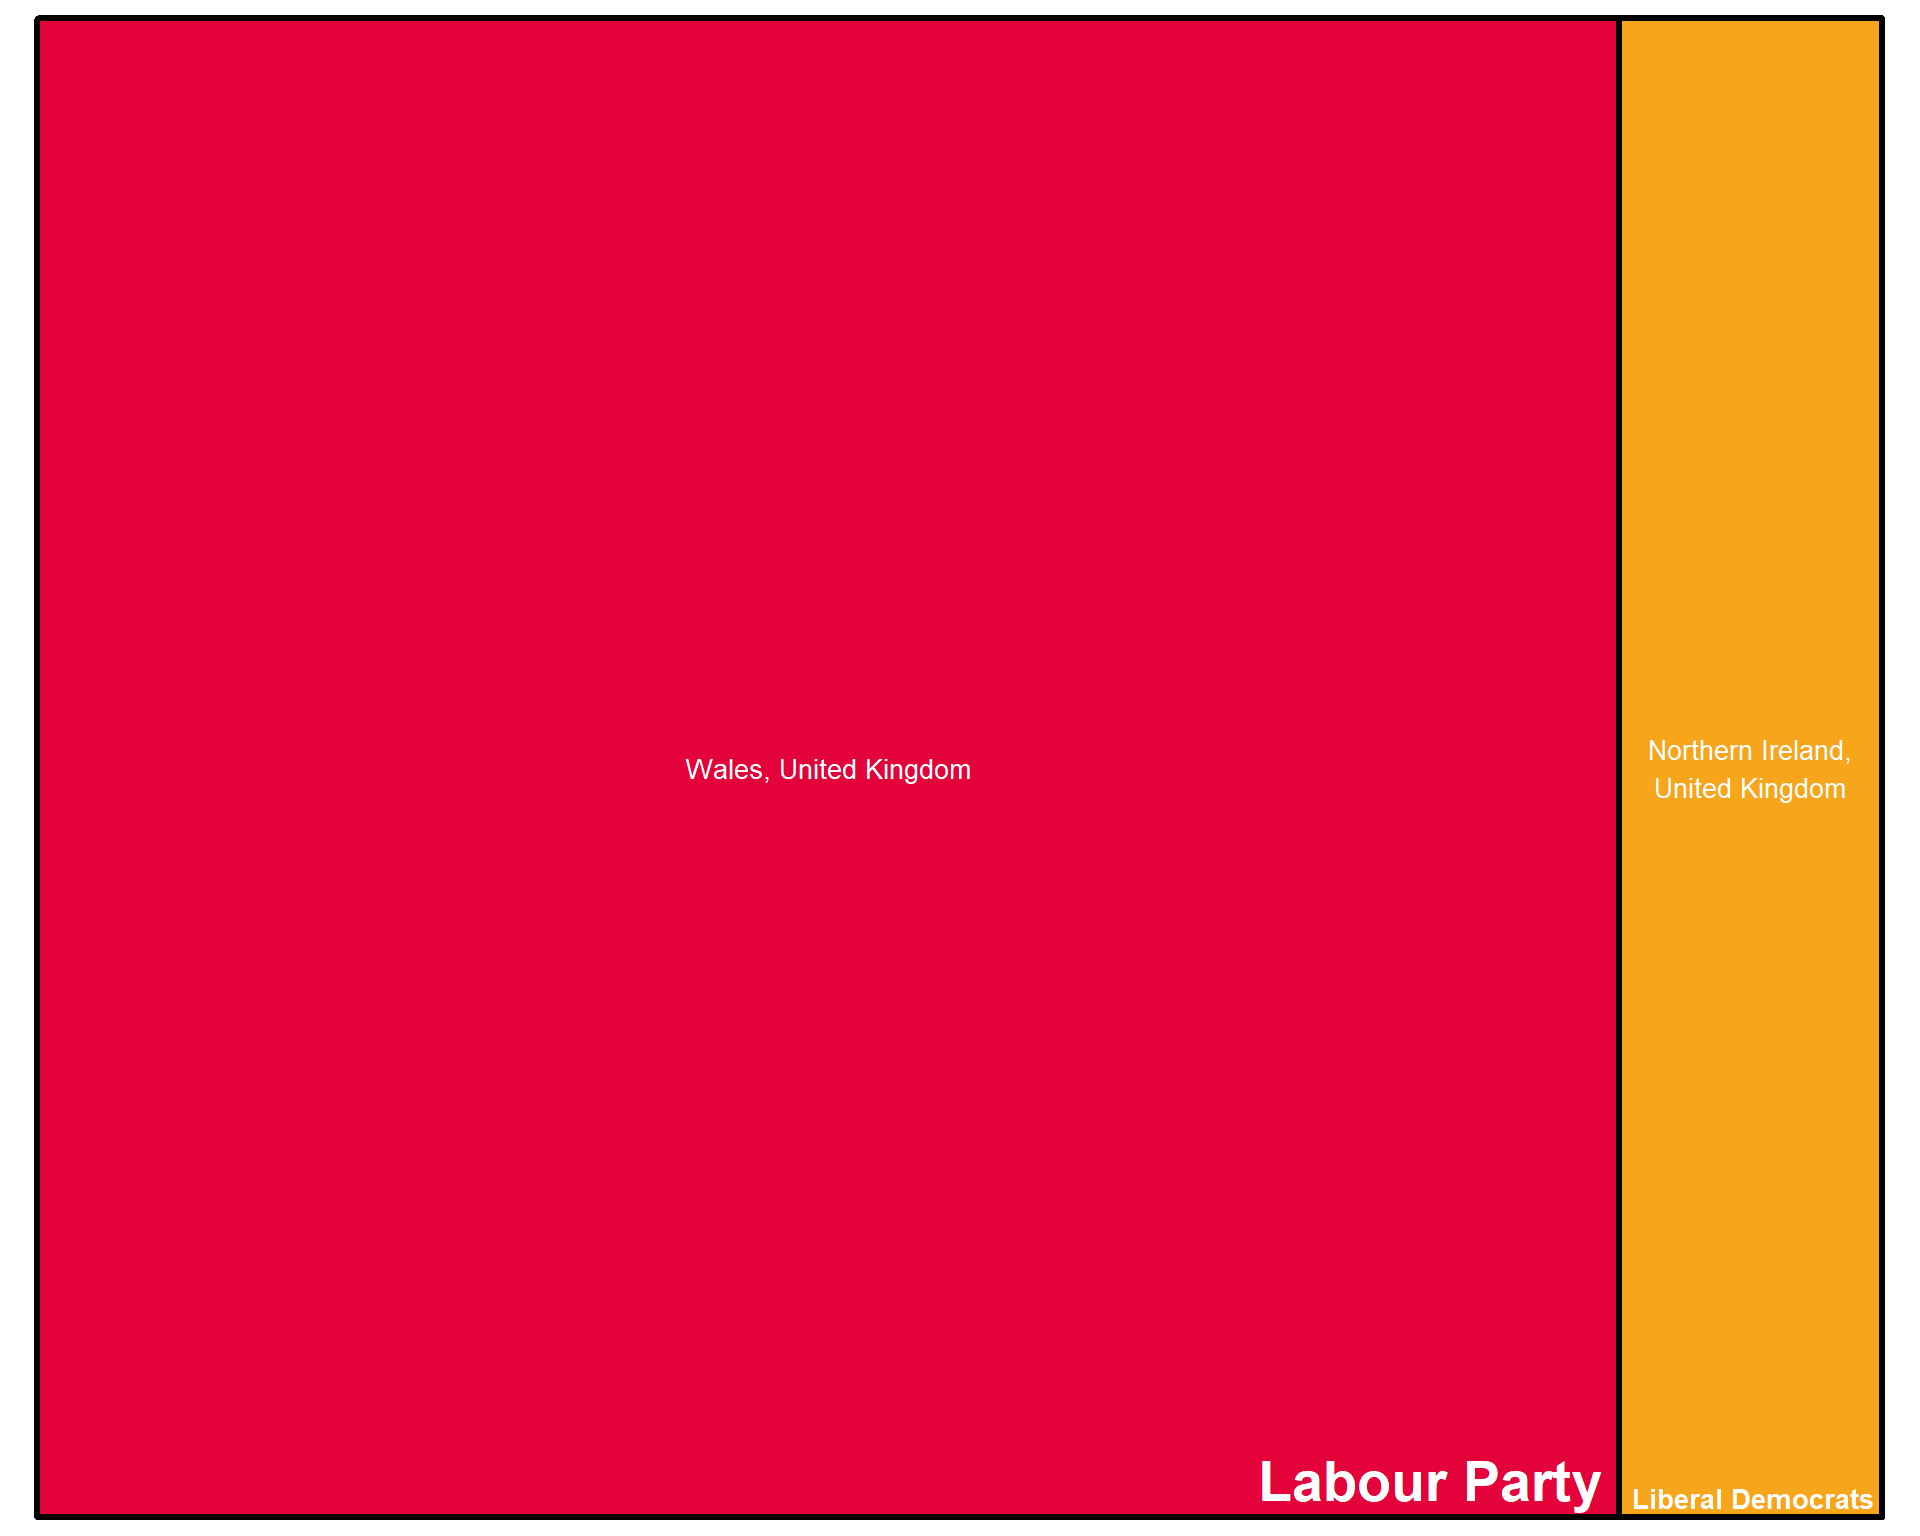 Wales, United Kingdom
Northern Ireland,
United Kingdom
Labour Party
Liberal Democrats